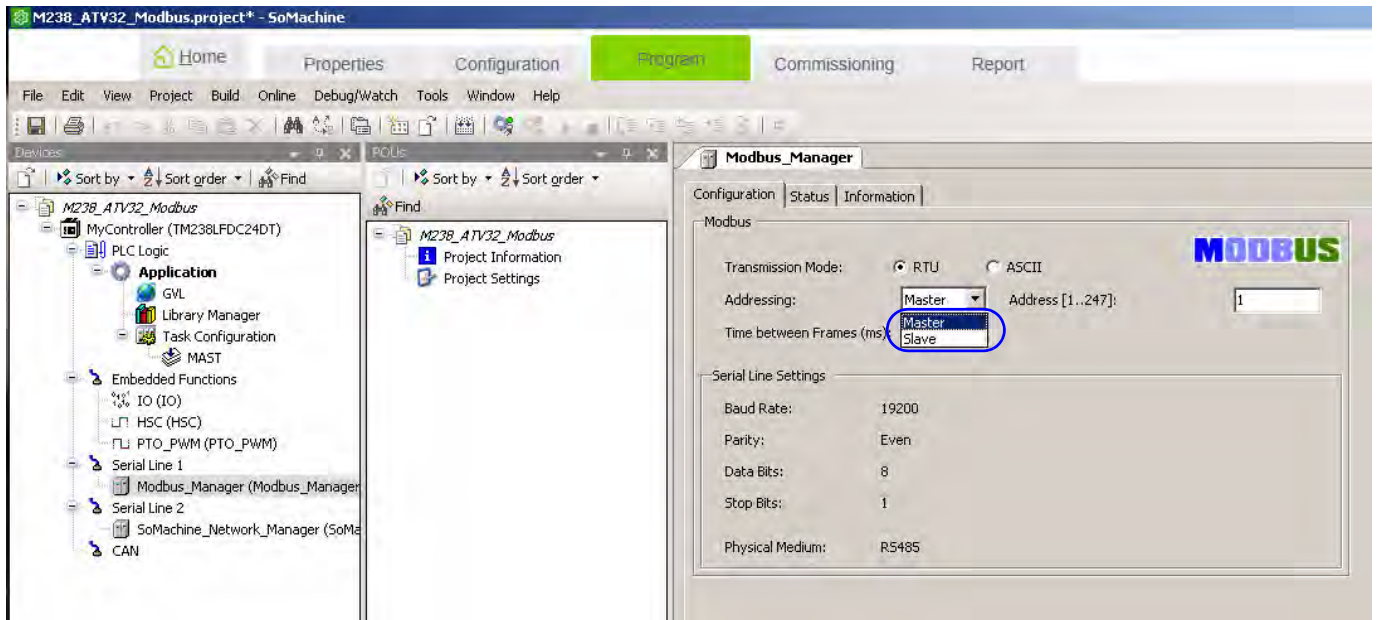 M238_ATV32_Modbus.project* - SoMachine
Home Properties Configuration Program Commissioning Report
File Edit View Project Build Online Debug/Watch Tools Window Help
Devices
Sort by Sort order Find
M238_ATV32_Modbus
MyController (TM238LFDC24DT)
PLC Logic
Application
GVL
Library Manager
Task Configuration
MAST
Embedded Functions
IO (IO)
HSC (HSC)
PTO_PWM (PTO_PWM)
Serial Line 1
Modbus_Manager (Modbus_Manager
Serial Line 2
SoMachine_Network_Manager (SoMa
CAN
POUs
Sort by Sort order
Find
M238_ATV32_Modbus
Project Information
Project Settings
Modbus_Manager
Configuration Status Information
Modbus
MODBUS
Transmission Mode: RTU ASCII
Addressing: Master Address [1..247]: 1
Master
Time between Frames (ms):
Slave
Serial Line Settings
Baud Rate: 19200
Parity: Even
Data Bits: 8
Stop Bits: 1
Physical Medium: RS485